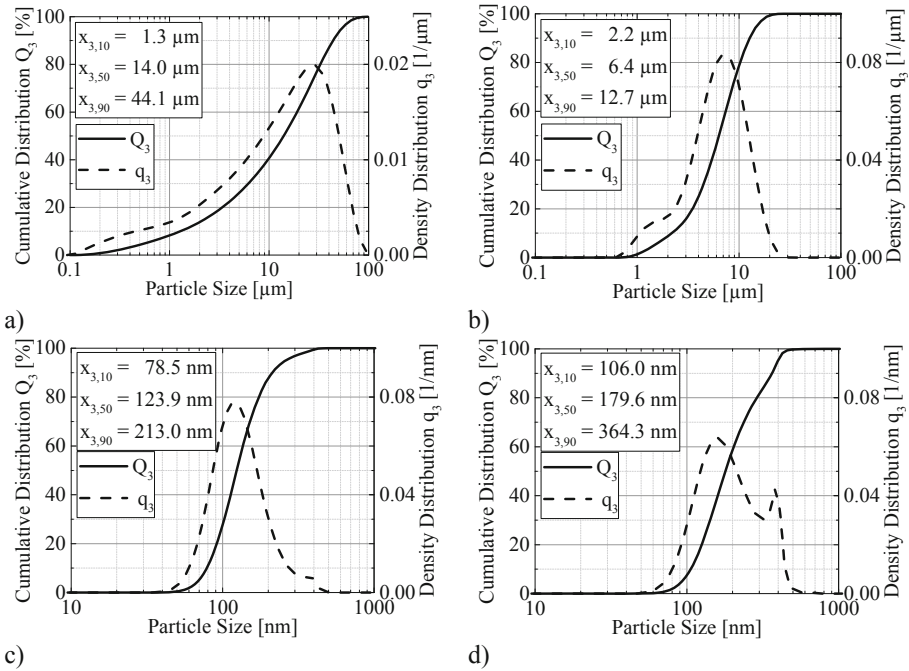 a)
Cumulative Distribution Q3 [%]
100
80
60
40
20
0
x3,10 = 1.3 µm
x3,50 = 14.0 µm
x3,90 = 44.1 µm
Q3
q3
0.02
0.01
0.00
Density Distribution q3 [1/µm]
0.1 1 10 100
Particle Size [µm]
b)
Cumulative Distribution Q3 [%]
100
80
60
40
20
0
x3,10 = 2.2 µm
x3,50 = 6.4 µm
x3,90 = 12.7 µm
Q3
q3
0.08
0.04
0.00
Density Distribution q3 [1/µm]
0.1 1 10 100
Particle Size [µm]
c)
Cumulative Distribution Q3 [%]
100
80
60
40
20
0
x3,10 = 78.5 nm
x3,50 = 123.9 nm
x3,90 = 213.0 nm
Q3
q3
0.08
0.04
0.00
Density Distribution q3 [1/nm]
10 100 1000
Particle Size [nm]
d)
Cumulative Distribution Q3 [%]
100
80
60
40
20
0
x3,10 = 106.0 nm
x3,50 = 179.6 nm
x3,90 = 364.3 nm
Q3
q3
0.08
0.04
0.00
Density Distribution q3 [1/nm]
10 100 1000
Particle Size [nm]